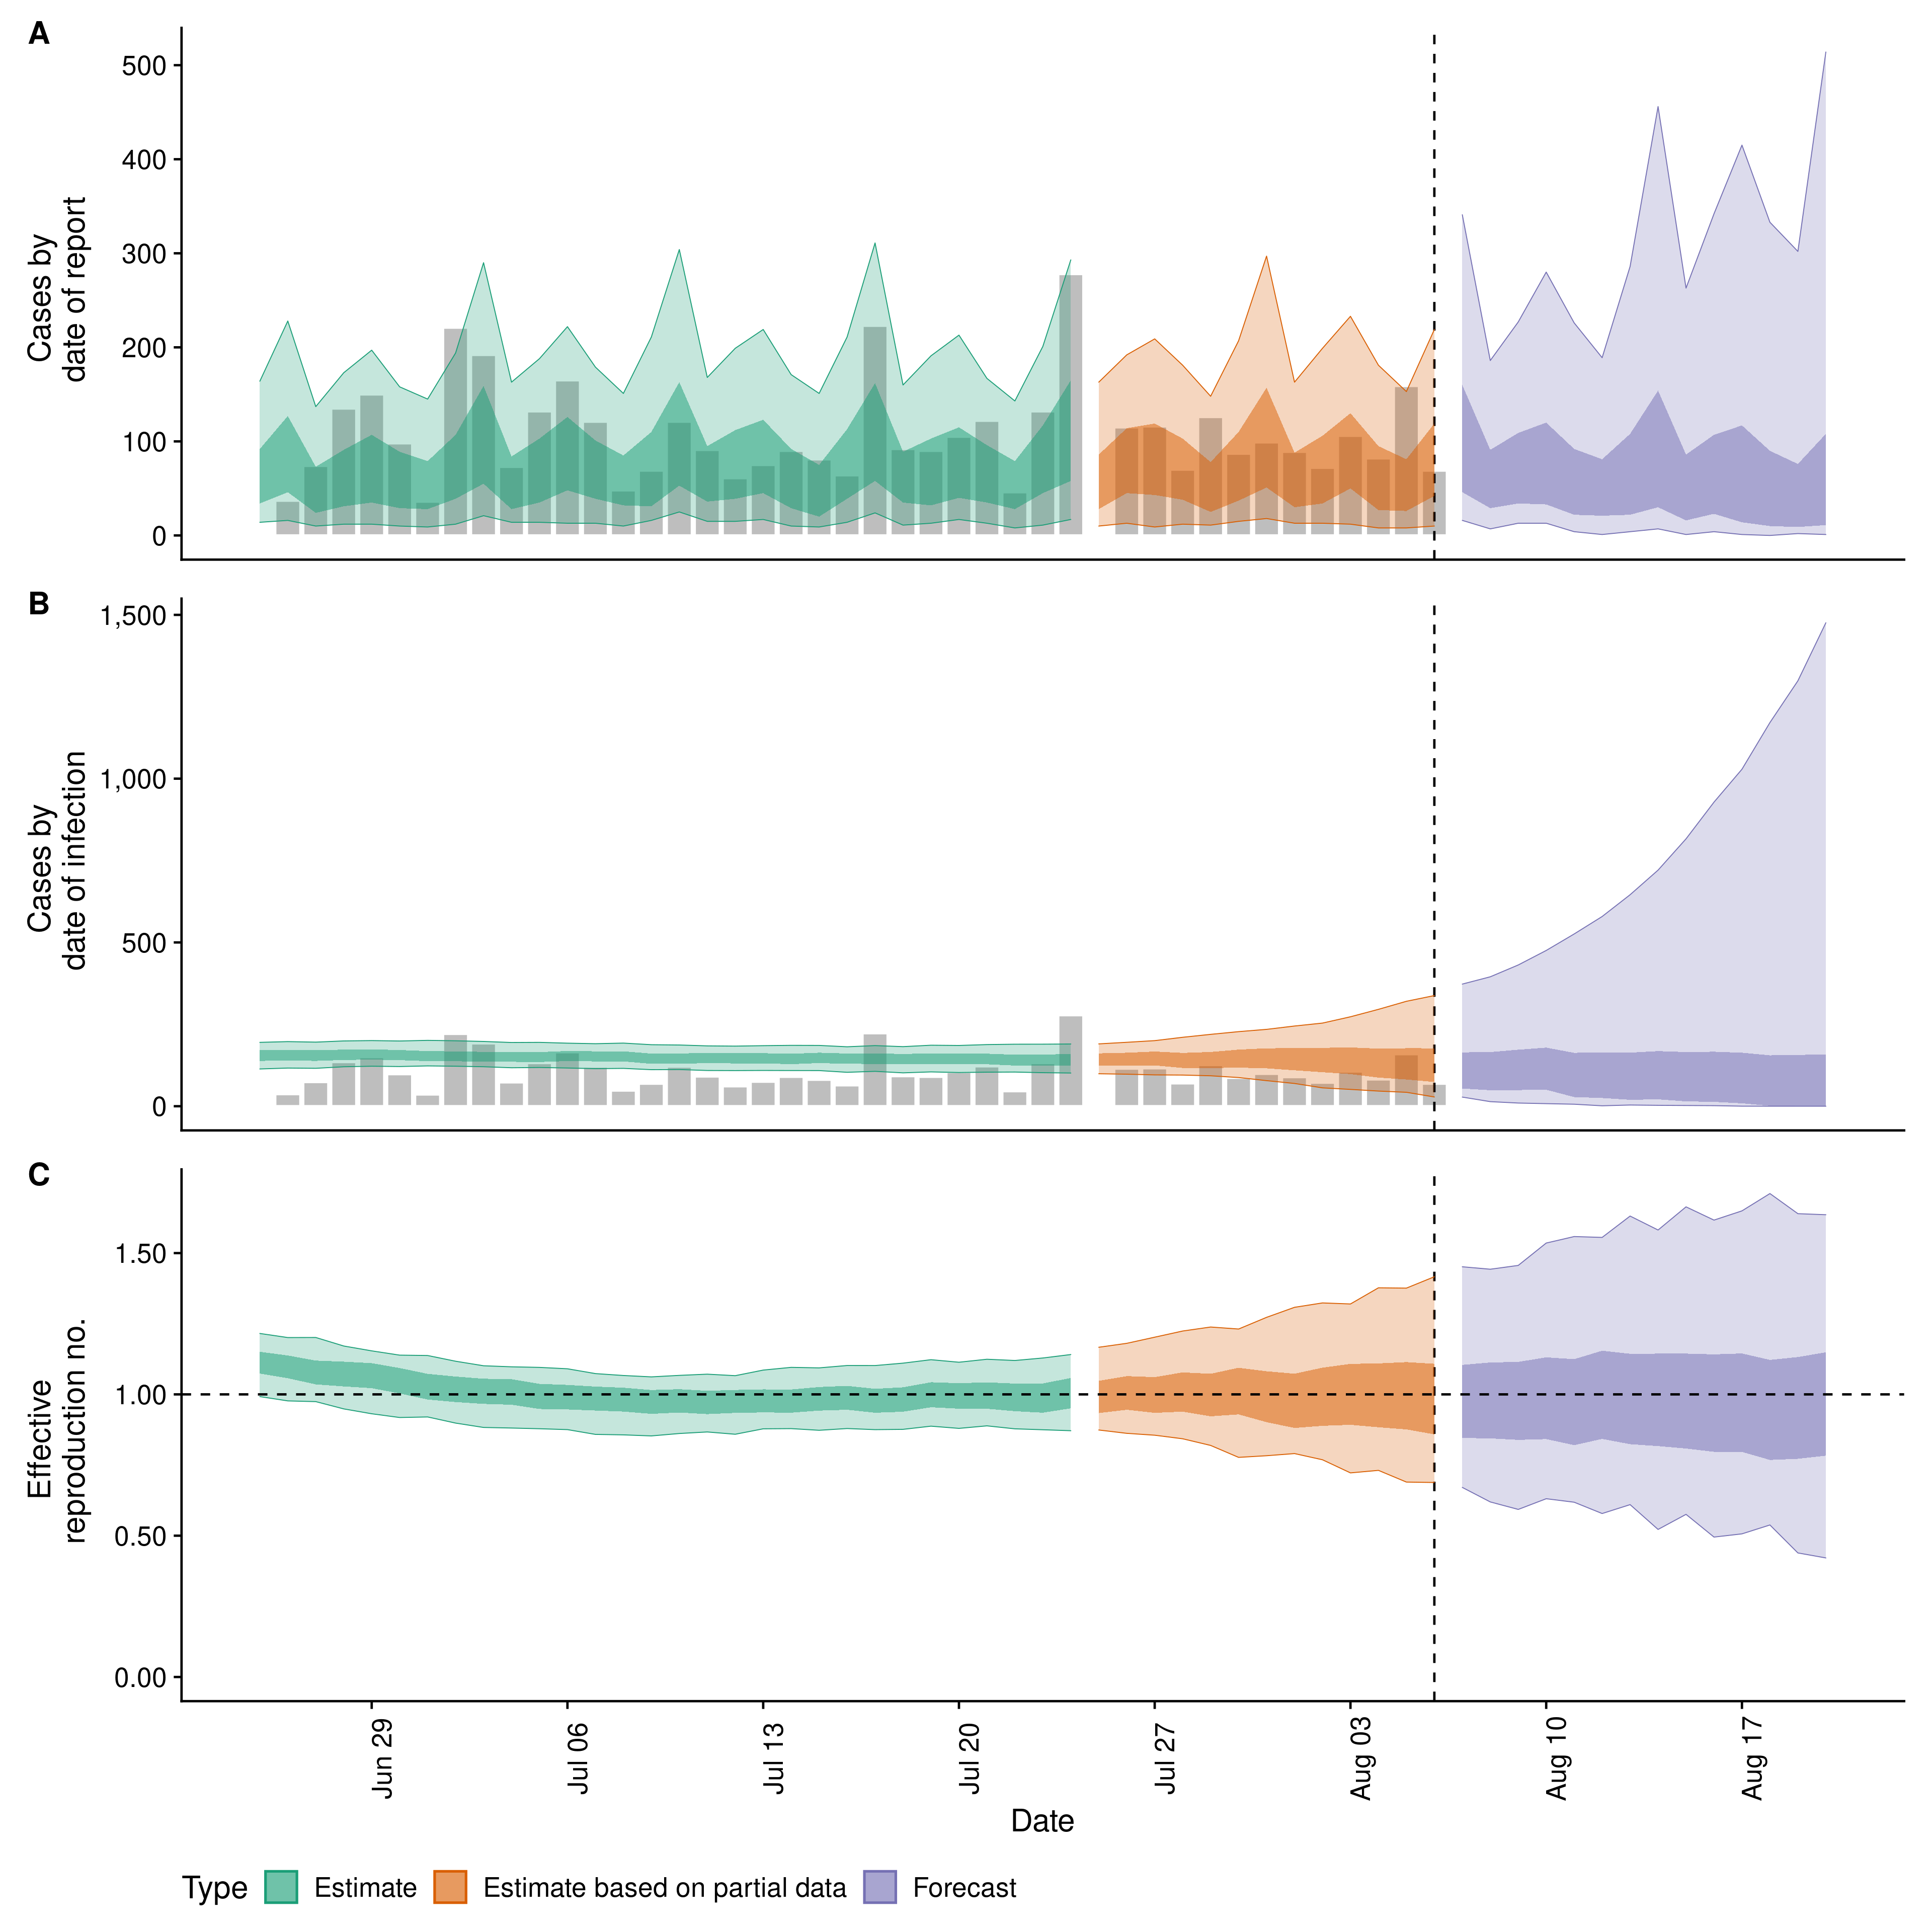 A
500
400
300
200
100
0
Cases by
date of report
B
1,500
1,000
500
0
Cases by
date of infection
C
1.50
1.00
0.50
0.00
Effective
reproduction no.
Jun 29
Jul 06
Jul 13
Jul 20
Jul 27
Aug 03
Aug 10
Aug 17
Date
Type Estimate Estimate based on partial data Forecast